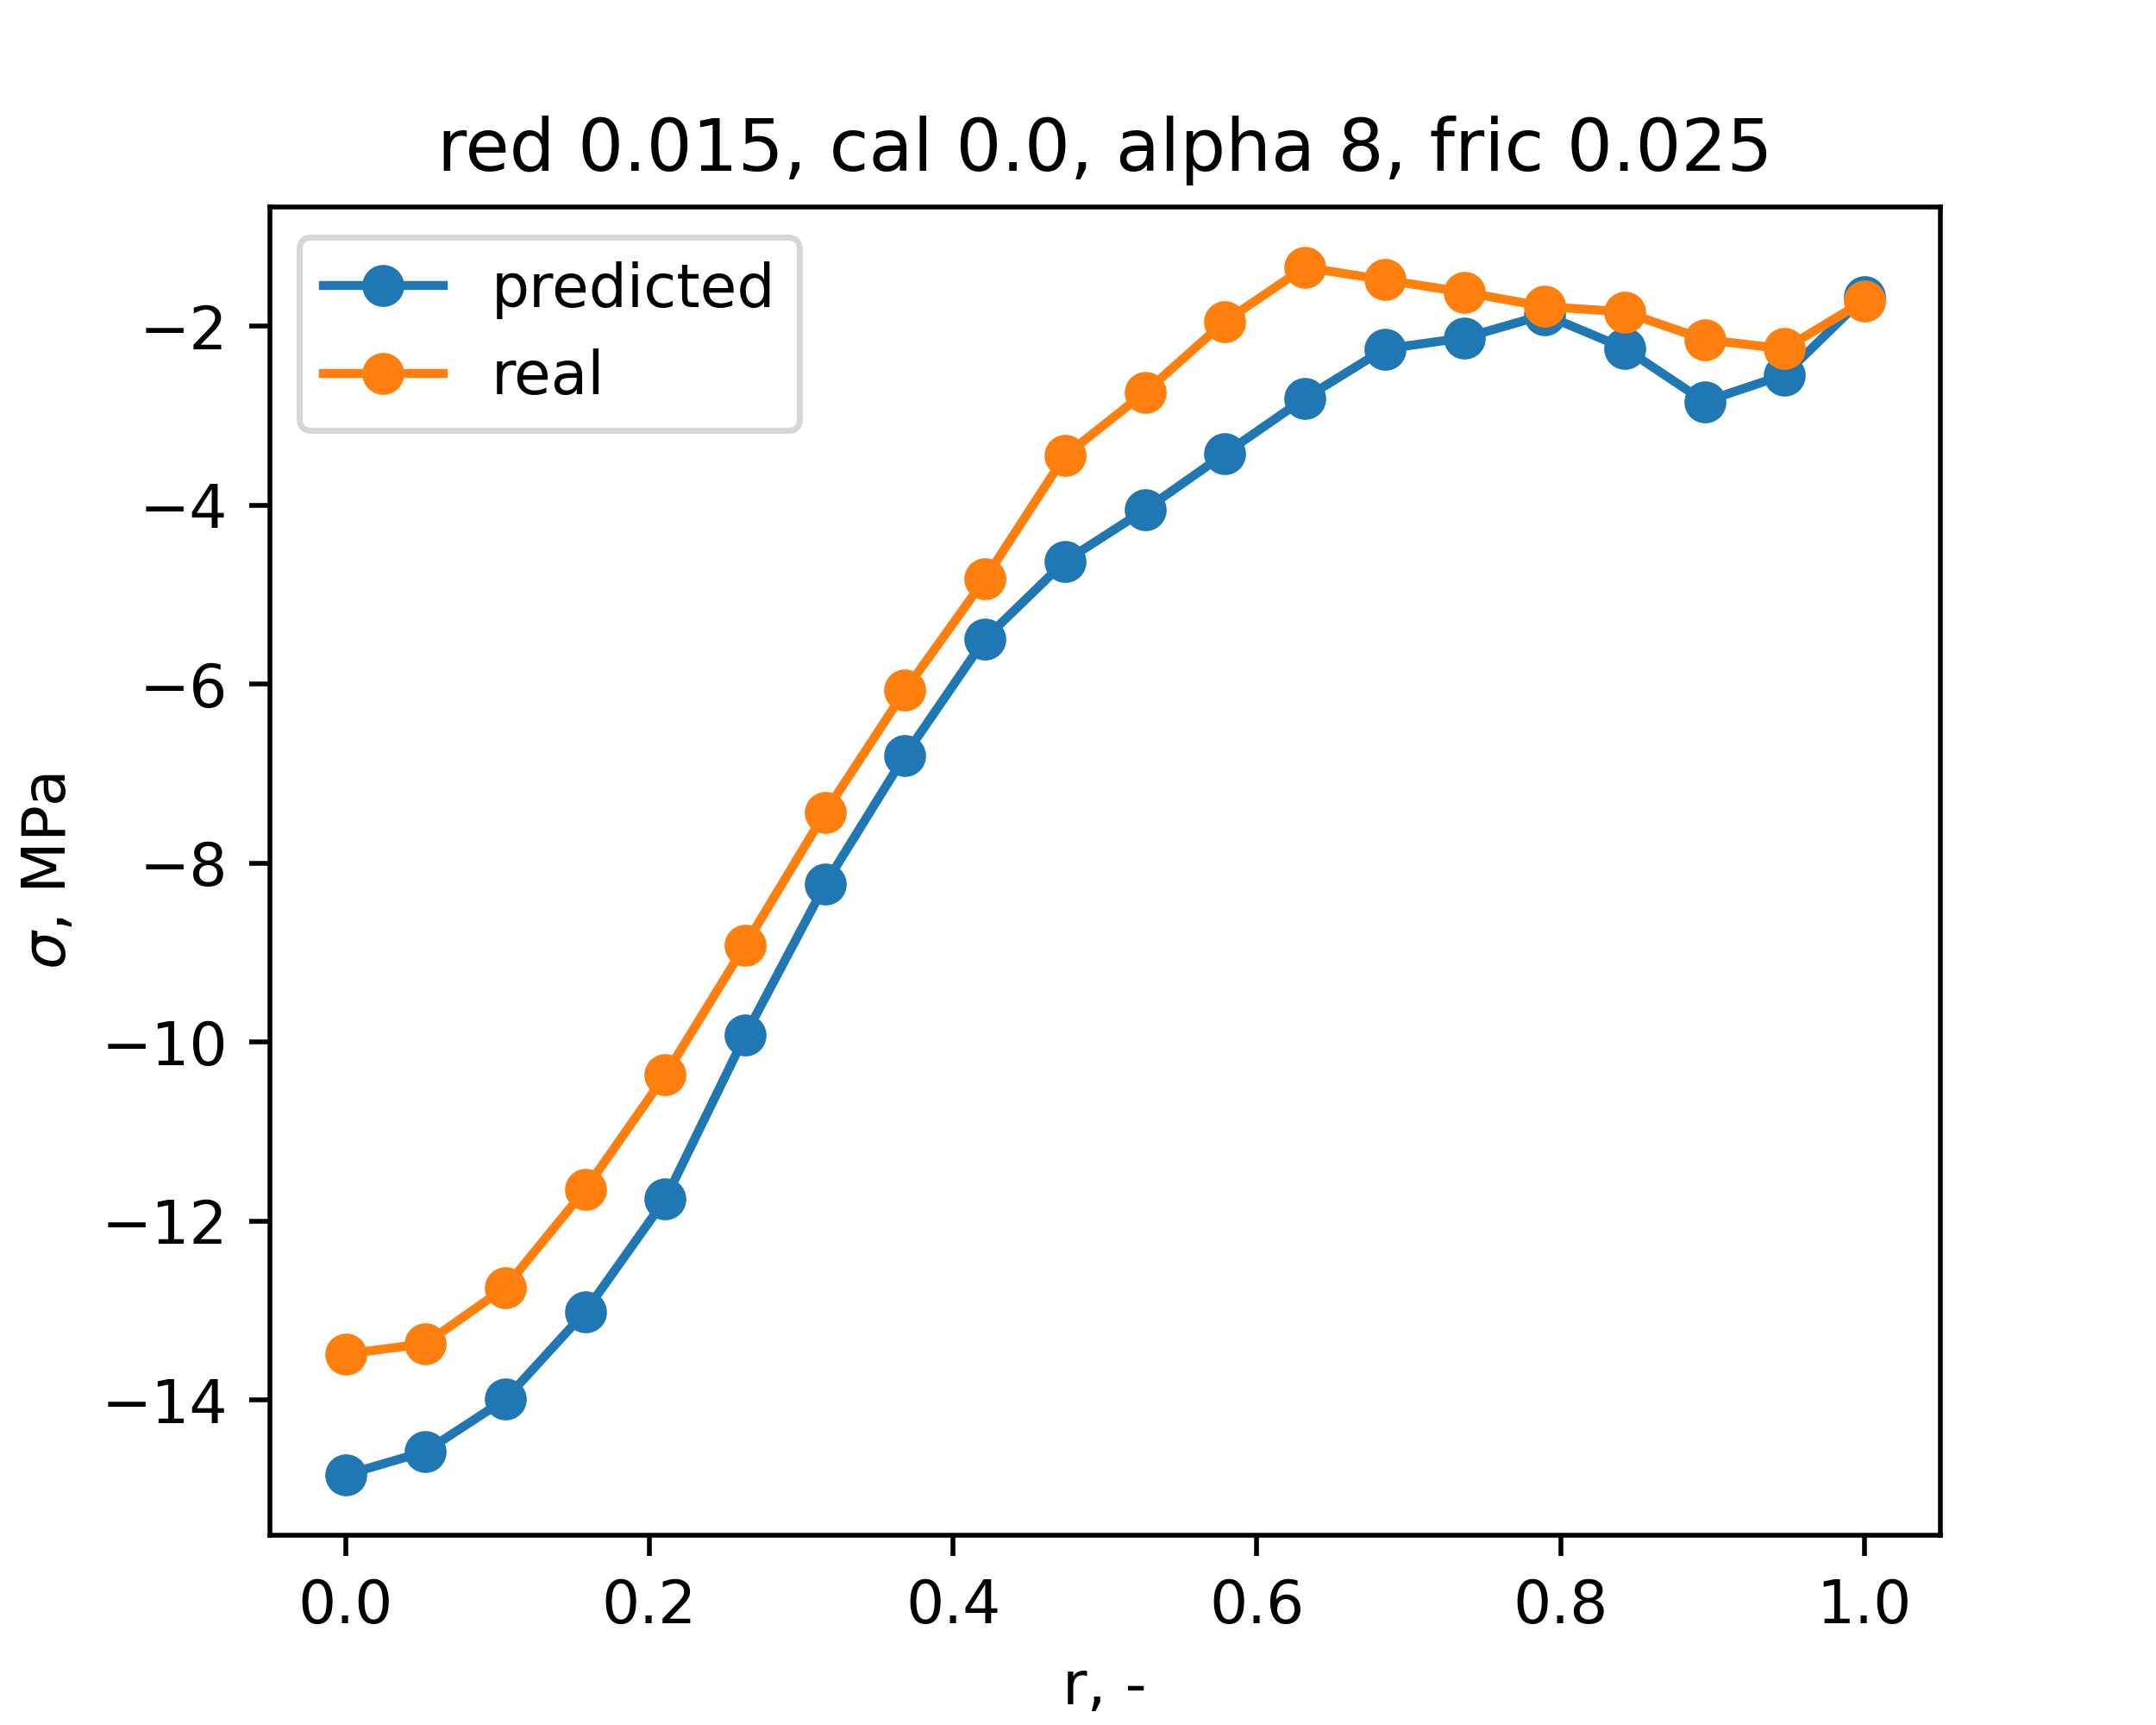 red 0.015, cal 0.0, alpha 8, fric 0.025
predicted
real
−2
−4
−6
−8
−10
−12
−14
σ, MPa
0.0 0.2 0.4 0.6 0.8 1.0
r, -